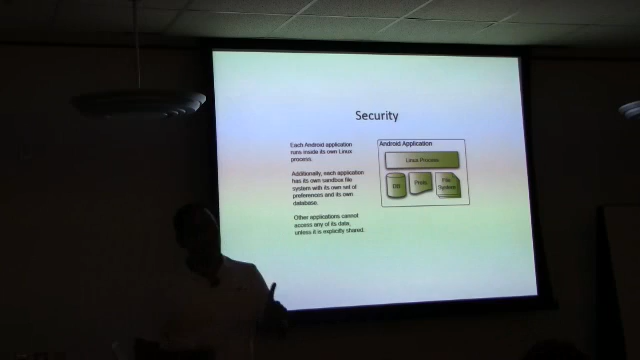 Security
Each Android application
runs inside its own Linux
process.
Additionally, each application
has its own sandbox file
system with its own set of
preferences and its own
database.
Other applications cannot
access any of its data,
unless it is explicitly shared.
Android Application
Linux Process
DB
Prefs
File
System